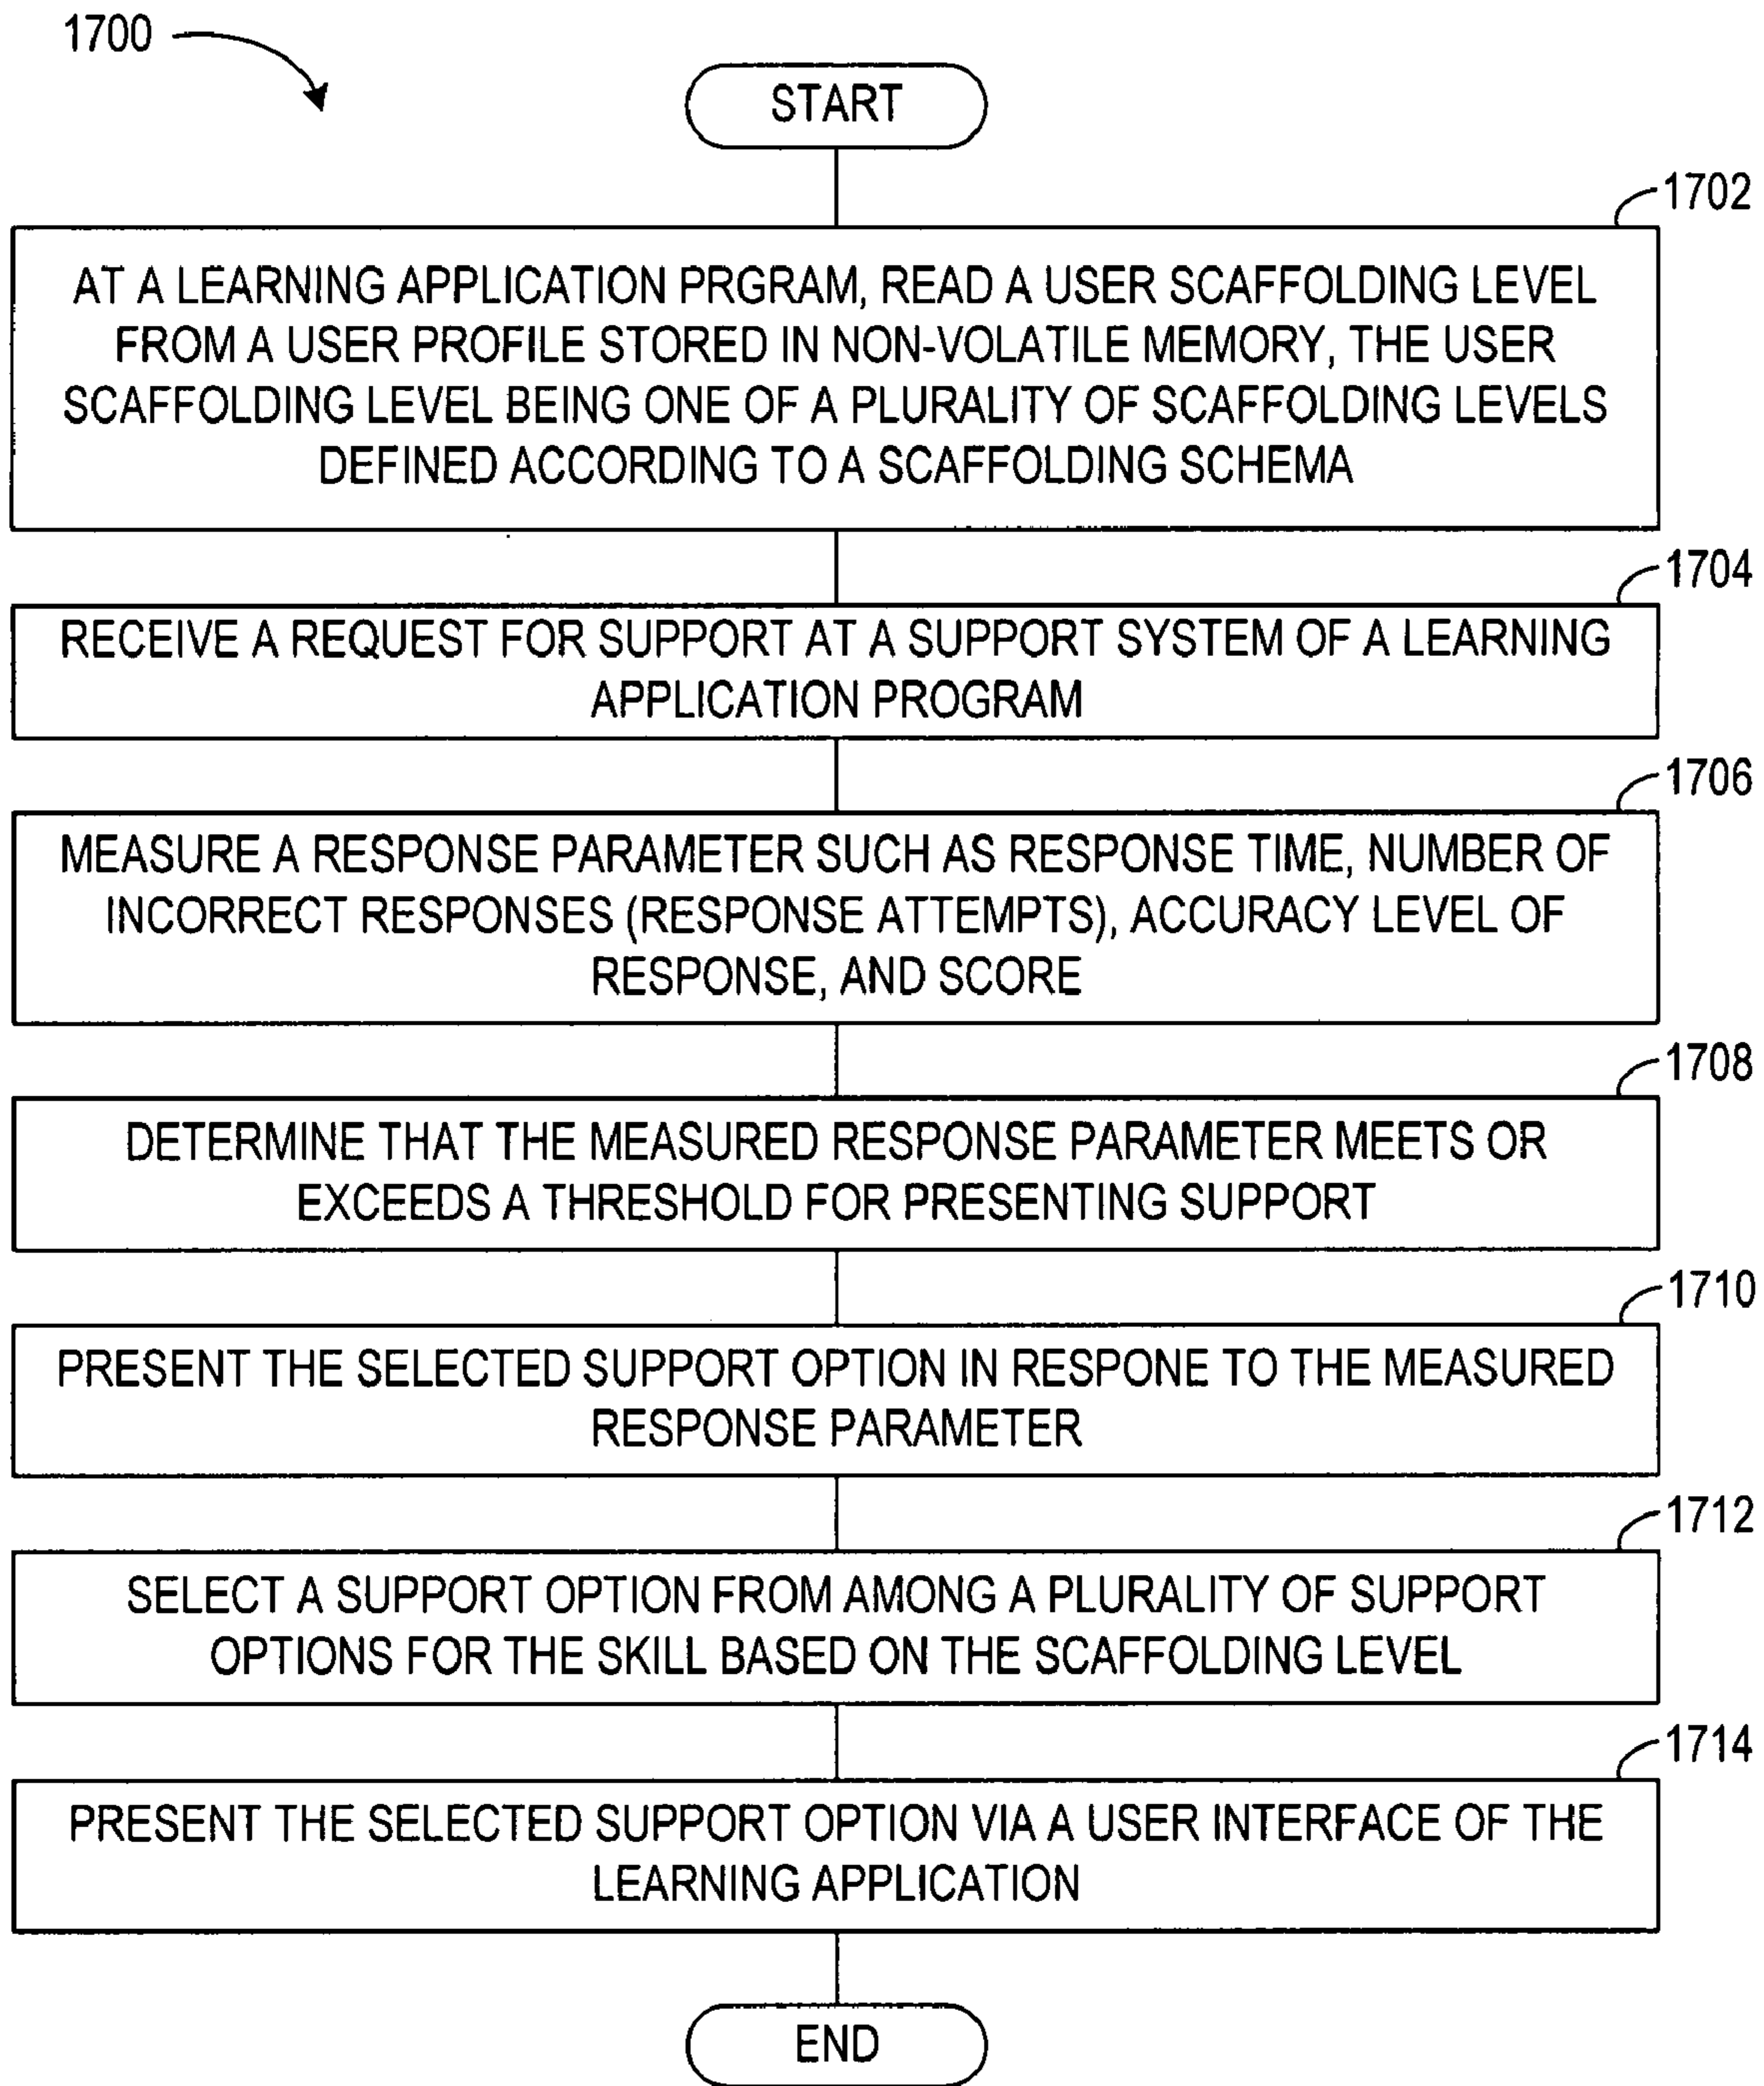 1700
START
1702
AT A LEARNING APPLICATION PRGRAM, READ A USER SCAFFOLDING LEVEL
FROM A USER PROFILE STORED IN NON-VOLATILE MEMORY, THE USER
SCAFFOLDING LEVEL BEING ONE OF A PLURALITY OF SCAFFOLDING LEVELS
DEFINED ACCORDING TO A SCAFFOLDING SCHEMA
1704
RECEIVE A REQUEST FOR SUPPORT AT A SUPPORT SYSTEM OF A LEARNING
APPLICATION PROGRAM
1706
MEASURE A RESPONSE PARAMETER SUCH AS RESPONSE TIME, NUMBER OF
INCORRECT RESPONSES (RESPONSE ATTEMPTS), ACCURACY LEVEL OF
RESPONSE, AND SCORE
1708
DETERMINE THAT THE MEASURED RESPONSE PARAMETER MEETS OR
EXCEEDS A THRESHOLD FOR PRESENTING SUPPORT
1710
PRESENT THE SELECTED SUPPORT OPTION IN RESPONE TO THE MEASURED
RESPONSE PARAMETER
1712
SELECT A SUPPORT OPTION FROM AMONG A PLURALITY OF SUPPORT
OPTIONS FOR THE SKILL BASED ON THE SCAFFOLDING LEVEL
1714
PRESENT THE SELECTED SUPPORT OPTION VIA A USER INTERFACE OF THE
LEARNING APPLICATION
END